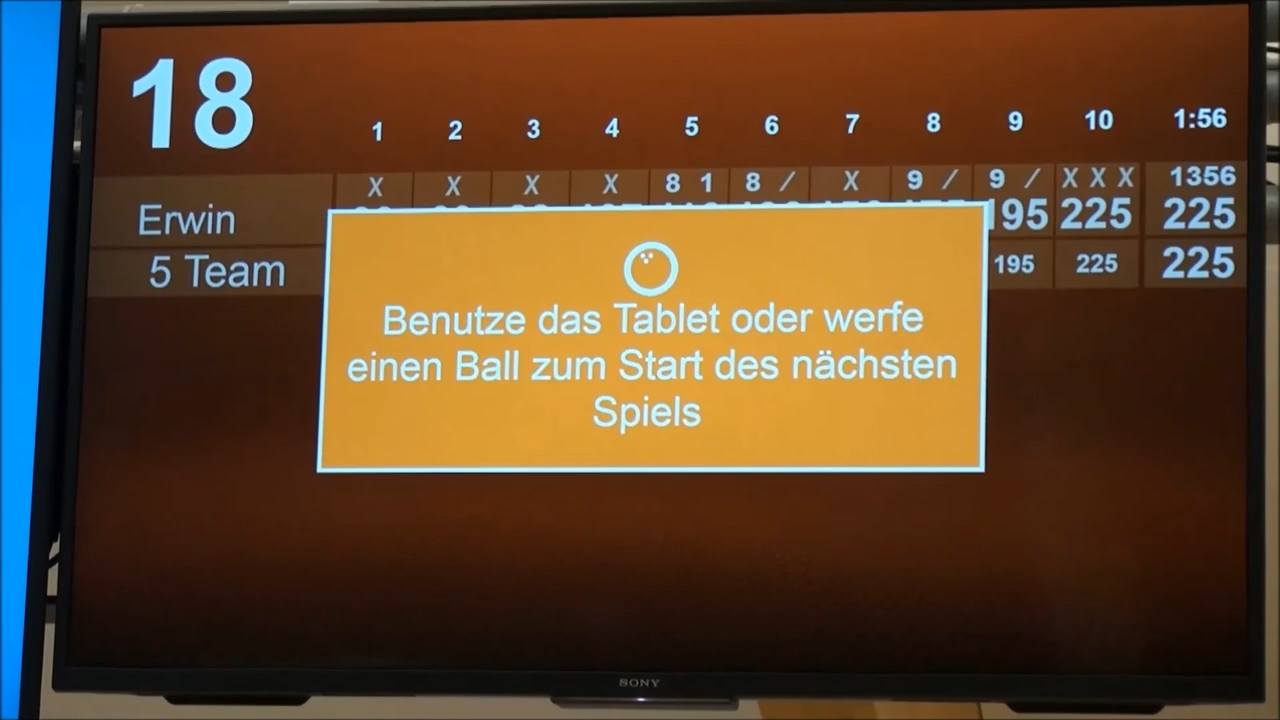 18
1 2 3 4 5 6 7 8 9 10 1:56
X X X X 8 1 8 / X 9 / 9 / X X X 1356
Erwin 195 225 225
5 Team 195 225 225
Benutze das Tablet oder werfe
einen Ball zum Start des nächsten
Spiels
SONY